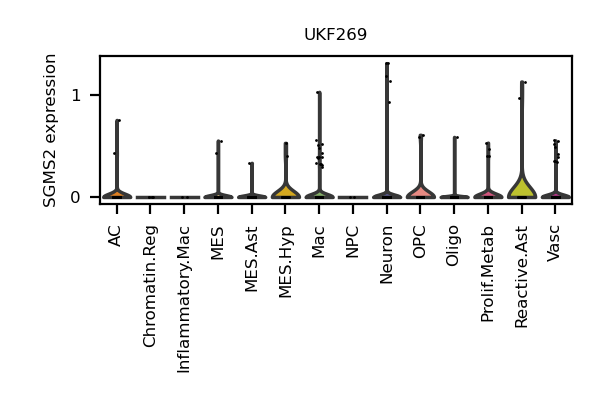 UKF269
SGMS2 expression
1
0
AC
Chromatin.Reg
Inflammatory.Mac
MES
MES.Ast
MES.Hyp
Mac
NPC
Neuron
OPC
Oligo
Prolif.Metab
Reactive.Ast
Vasc